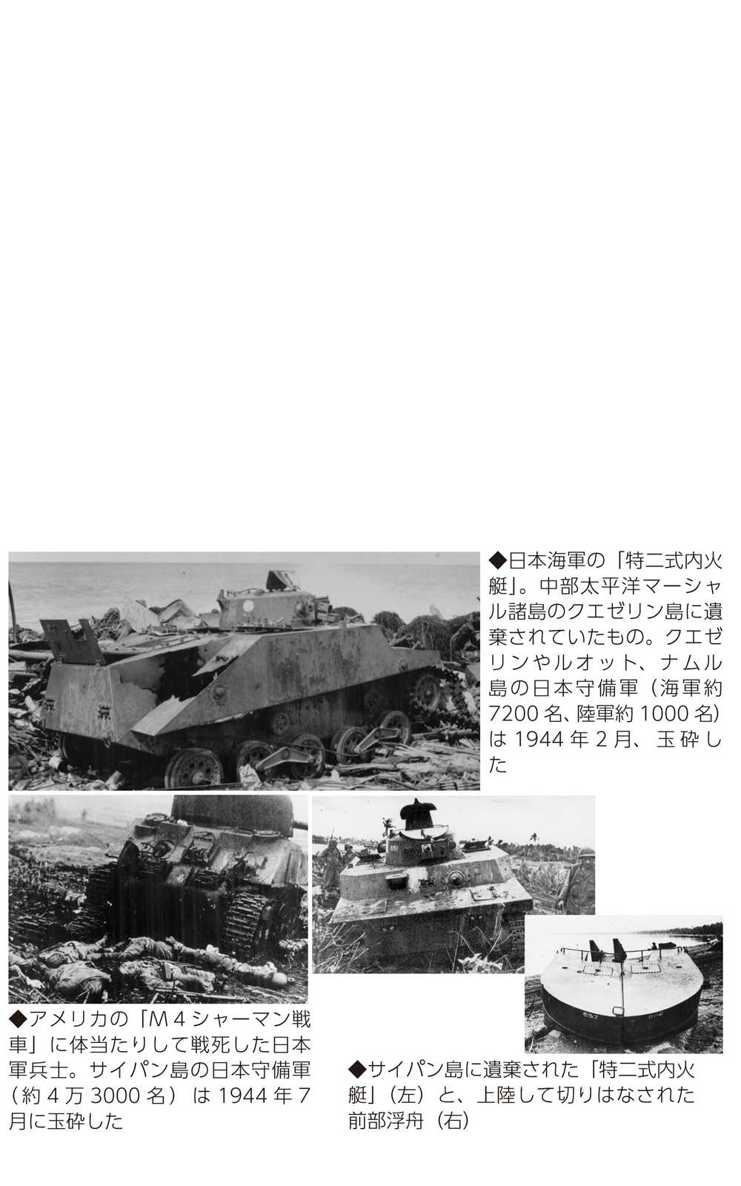 ◆日本海軍の「特二式内火
艇」。中部太平洋マーシャ
ル諸島のクエゼリン島に遺
棄されていたもの。クエゼ
リンやルオット、ナムル
島の日本守備軍（海軍約
7200名、陸軍約1000名）
は1944年2月、玉砕し
た
◆アメリカの「M4シャーマン戦
車」に体当たりして戦死した日本
軍兵士。サイパン島の日本守備軍
（約4万3000名）は1944年7
月に玉砕した
◆サイパン島に遺棄された「特二式内火
艇」（左）と、上陸して切りはなされた
前部浮舟（右）